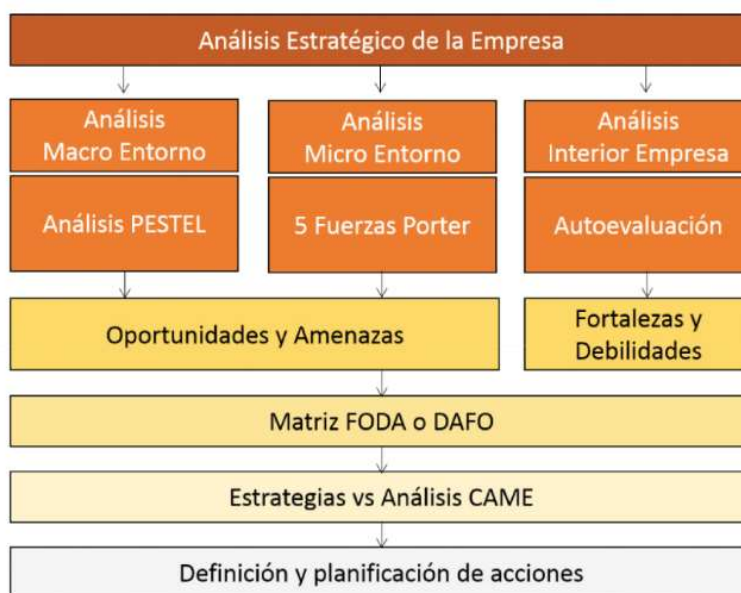 Análisis Estratégico de la Empresa
Análisis
Macro Entorno
Análisis
Micro Entorno
Análisis
Interior Empresa
Análisis PESTEL
5 Fuerzas Porter
Autoevaluación
Oportunidades y Amenazas
Fortalezas y
Debilidades
Matriz FODA o DAFO
Estrategias vs Análisis CAME
Definición y planificación de acciones